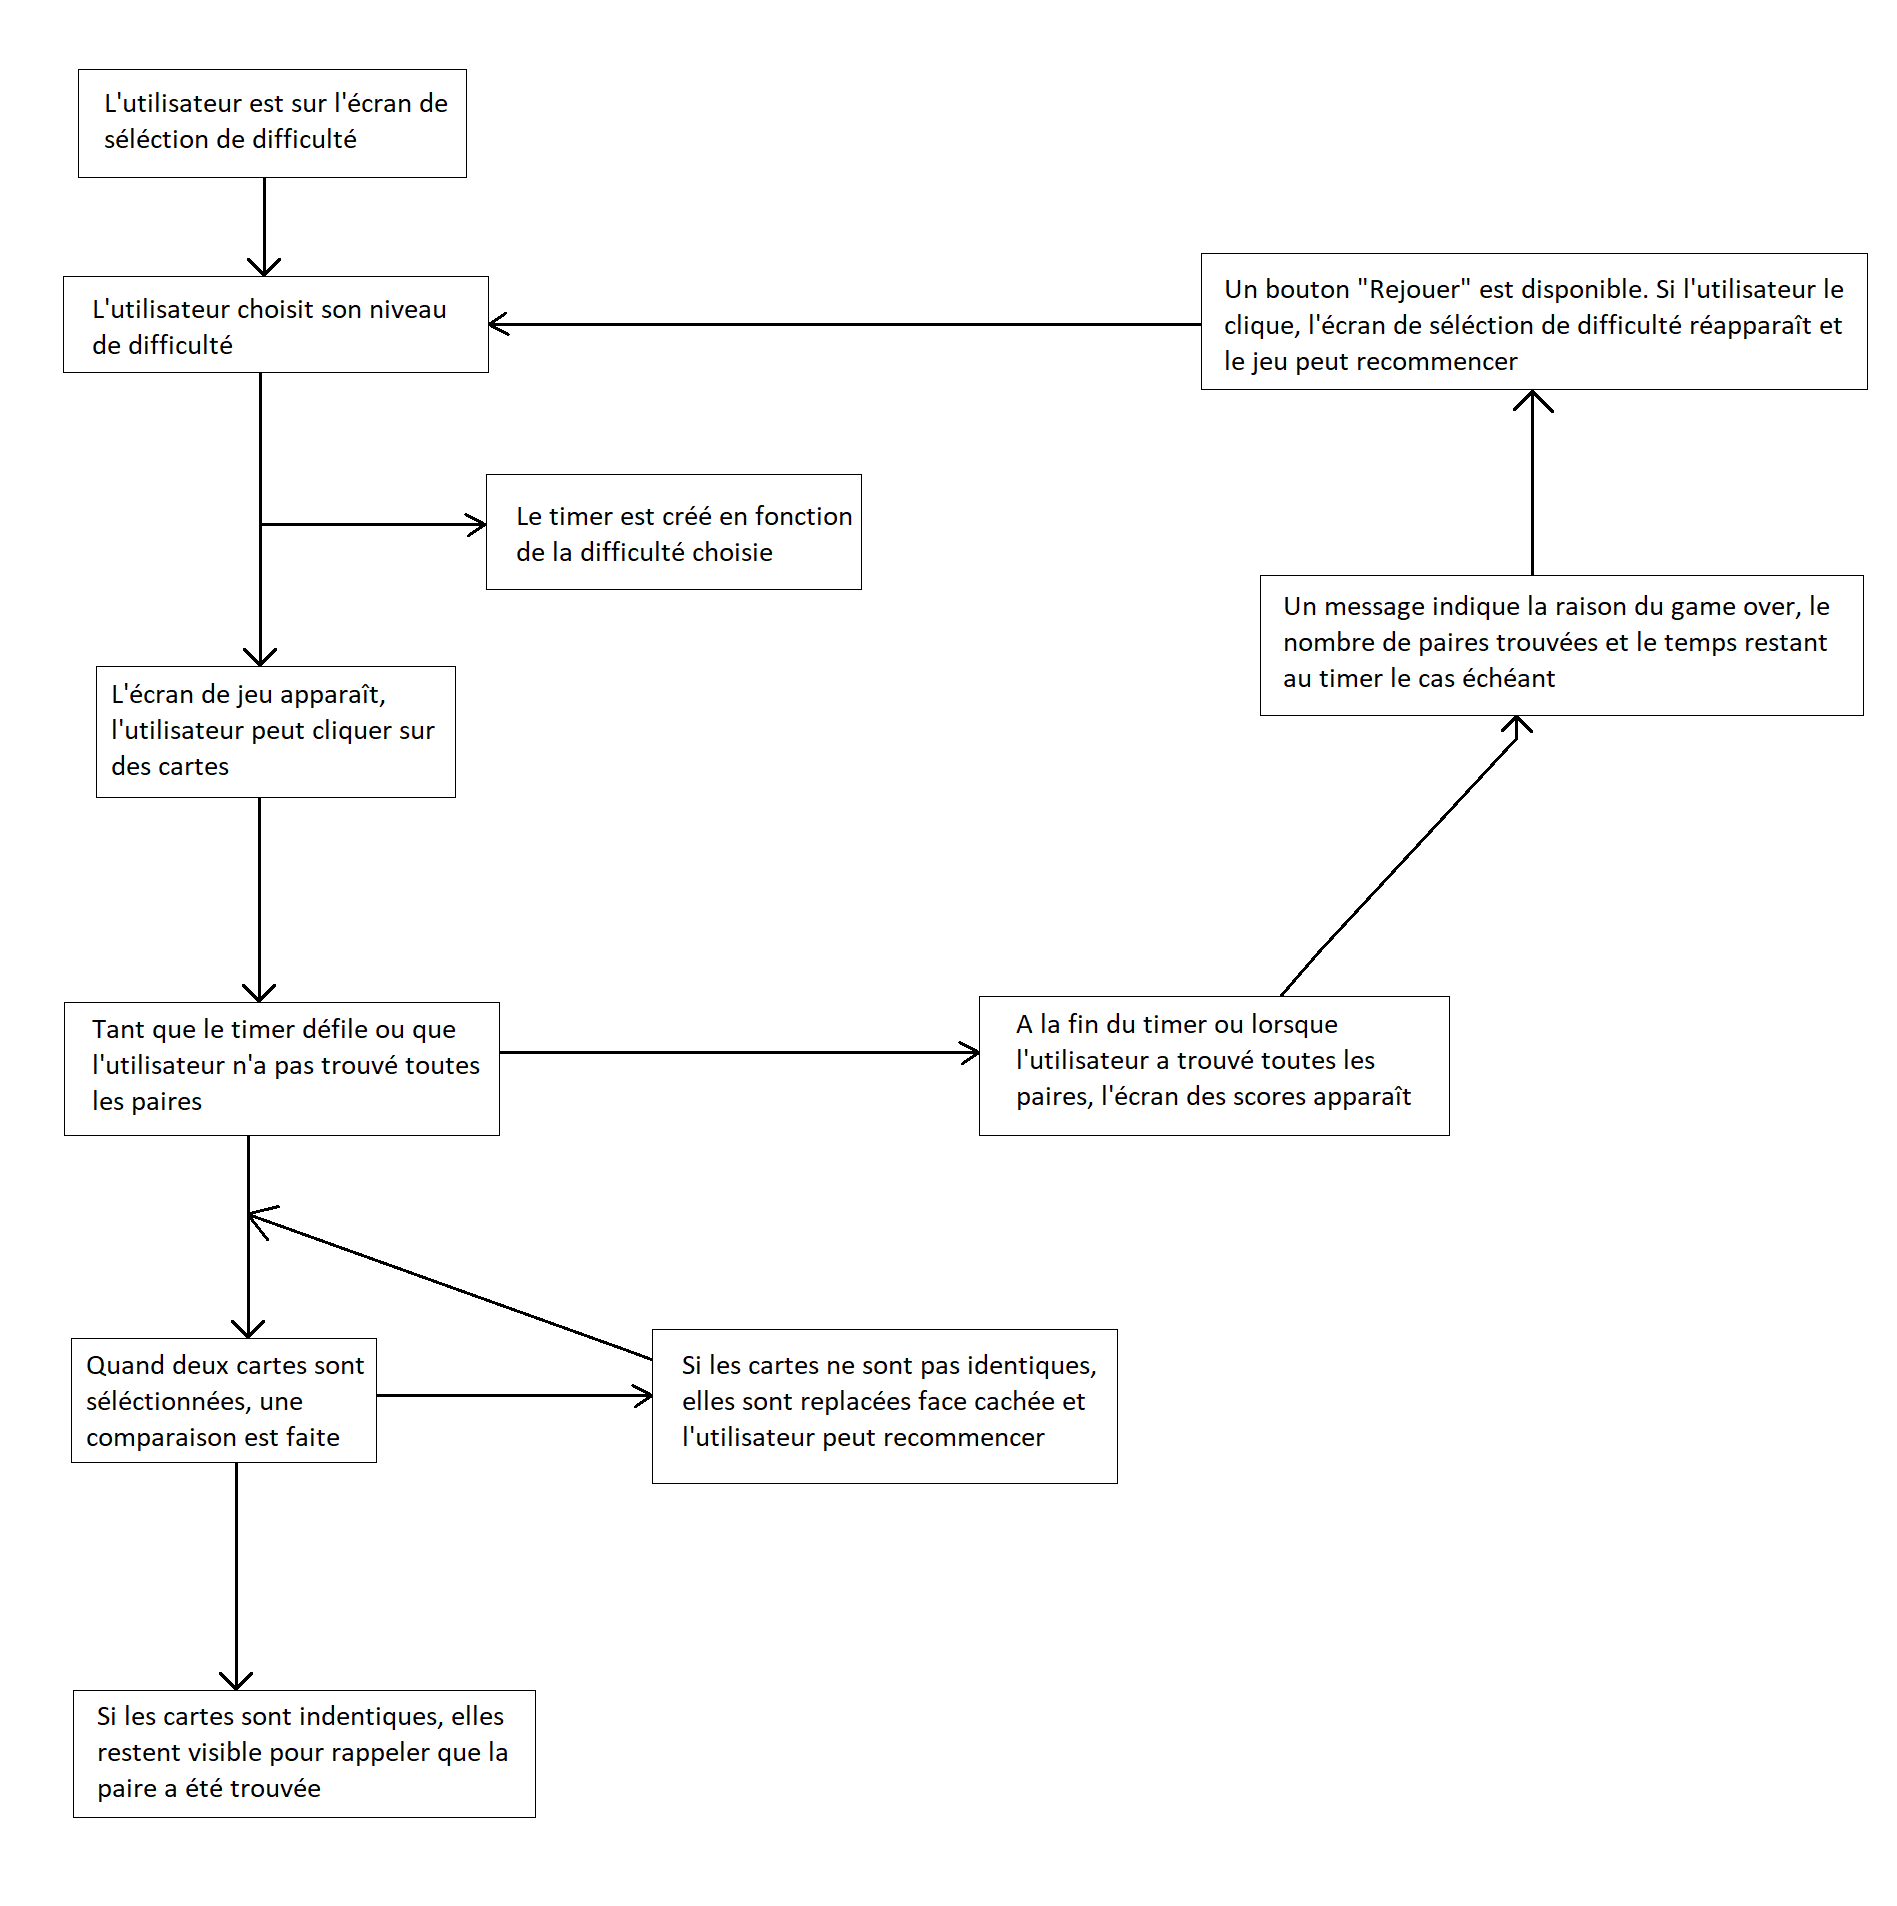 L'utilisateur est sur l'écran de
séléction de difficulté
L'utilisateur choisit son niveau
de difficulté
Un bouton "Rejouer" est disponible. Si l'utilisateur le
clique, l'écran de séléction de difficulté réapparaît et
le jeu peut recommencer
Le timer est créé en fonction
de la difficulté choisie
Un message indique la raison du game over, le
nombre de paires trouvées et le temps restant
au timer le cas échéant
L'écran de jeu apparaît,
l'utilisateur peut cliquer sur
des cartes
Tant que le timer défile ou que
l'utilisateur n'a pas trouvé toutes
les paires
A la fin du timer ou lorsque
l'utilisateur a trouvé toutes les
paires, l'écran des scores apparaît
Quand deux cartes sont
séléctionnées, une
comparaison est faite
Si les cartes ne sont pas identiques,
elles sont replacées face cachée et
l'utilisateur peut recommencer
Si les cartes sont indentiques, elles
restent visible pour rappeler que la
paire a été trouvée